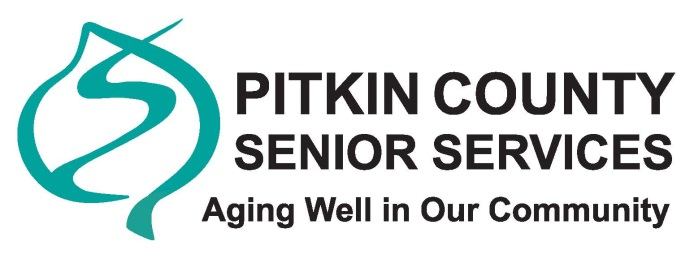 PITKIN COUNTY
SENIOR SERVICES
Aging Well in Our Community